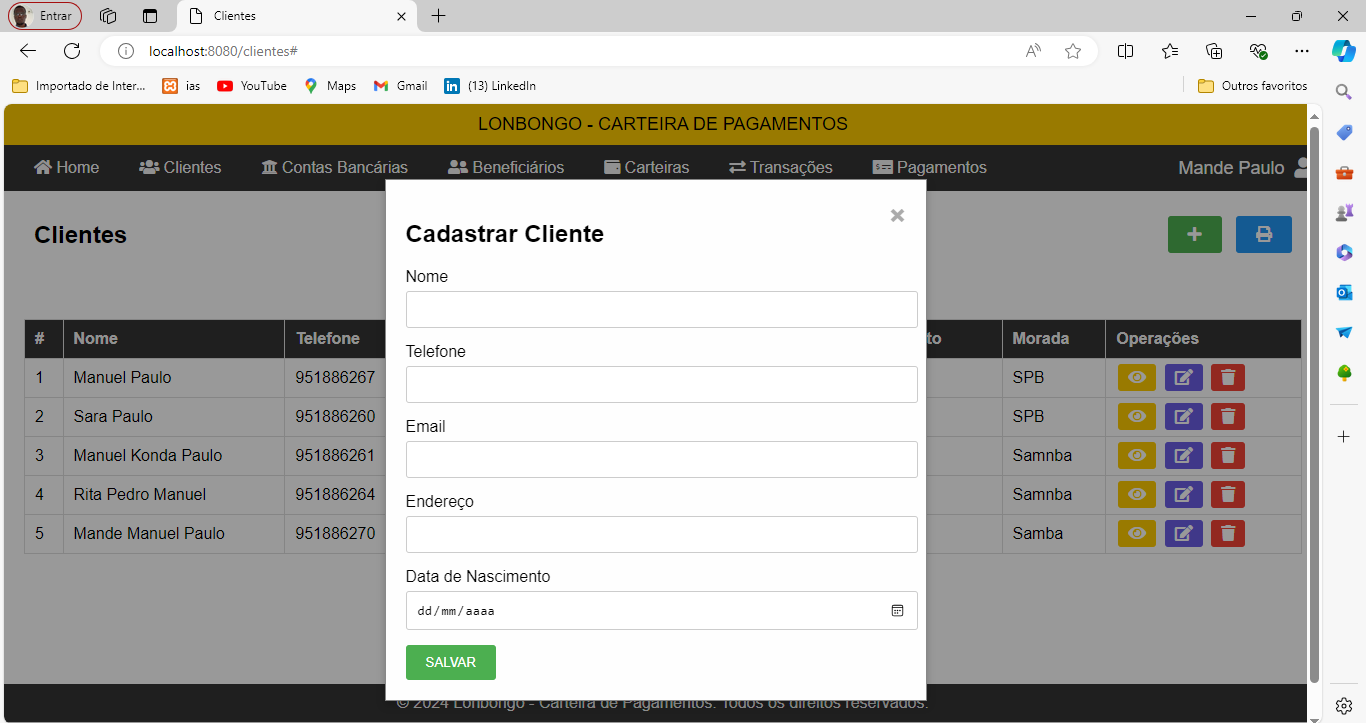 Entrar
Clientes
localhost:8080/clientes#
Importado de Inter... ias YouTube Maps Gmail (13) LinkedIn Outros favoritos
LONBONGO - CARTEIRA DE PAGAMENTOS
Home Clientes Contas Bancárias Beneficiários Carteiras Transações Pagamentos Mande Paulo
Clientes
Cadastrar Cliente
Nome
Telefone
Email
Endereço
Data de Nascimento
dd/mm/aaaa
SALVAR
# Nome Telefone to Morada Operações
1 Manuel Paulo 951886267 SPB
2 Sara Paulo 951886260 SPB
3 Manuel Konda Paulo 951886261 Samnba
4 Rita Pedro Manuel 951886264 Samnba
5 Mande Manuel Paulo 951886270 Samba
© 2024 Lonbongo - Carteira de Pagamentos. Todos os direitos reservados.